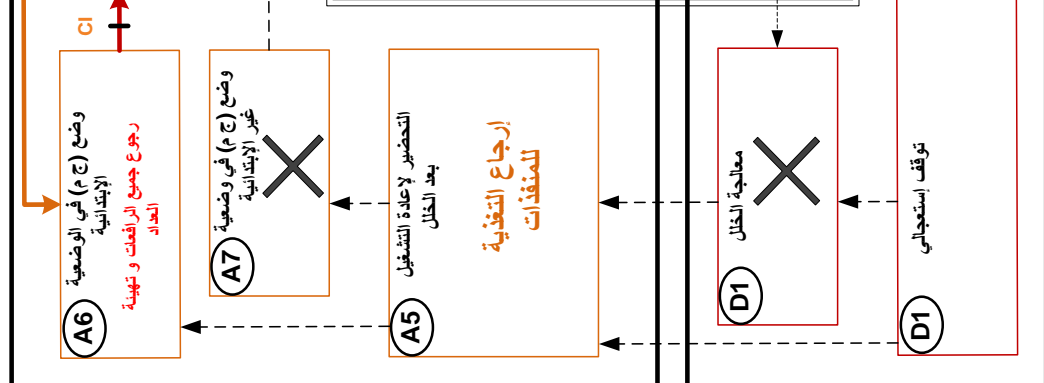 CI
A6
وضع (ج م) في الوضعية
الإبتدائية
رجوع جميع الرافعات و تهيئة
العداد
A7
وضع (ج م) في وضعية
غير الإبتدائية
A5
التحضير لإعادة التشغيل
بعد الخلل
إرجاع التغذية
للمنفذات
D1
معالجة الخلل
D1
توقف إستعجالي